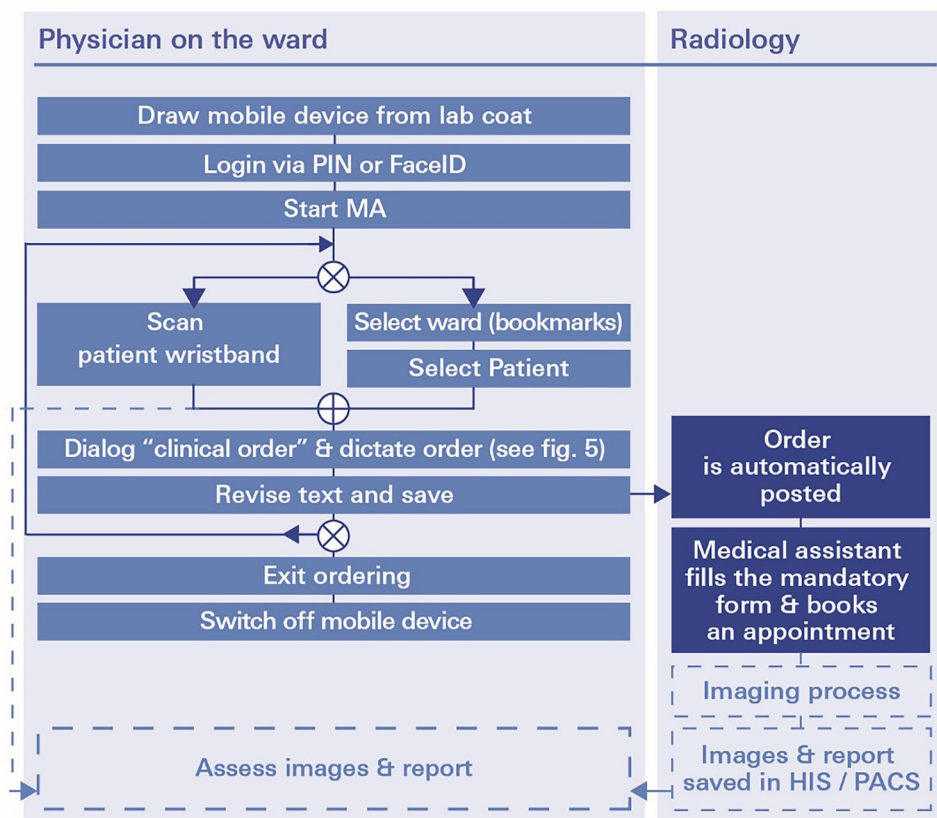 Physician on the ward
Radiology
Draw mobile device from lab coat
Login via PIN or FaceID
Start MA
Scan
patient wristband
Select ward (bookmarks)
Select Patient
Dialog “clinical order” & dictate order (see fig. 5)
Revise text and save
Exit ordering
Switch off mobile device
Order
is automatically
posted
Medical assistant
fills the mandatory
form & books
an appointment
Imaging process
Images & report
saved in HIS / PACS
Assess images & report